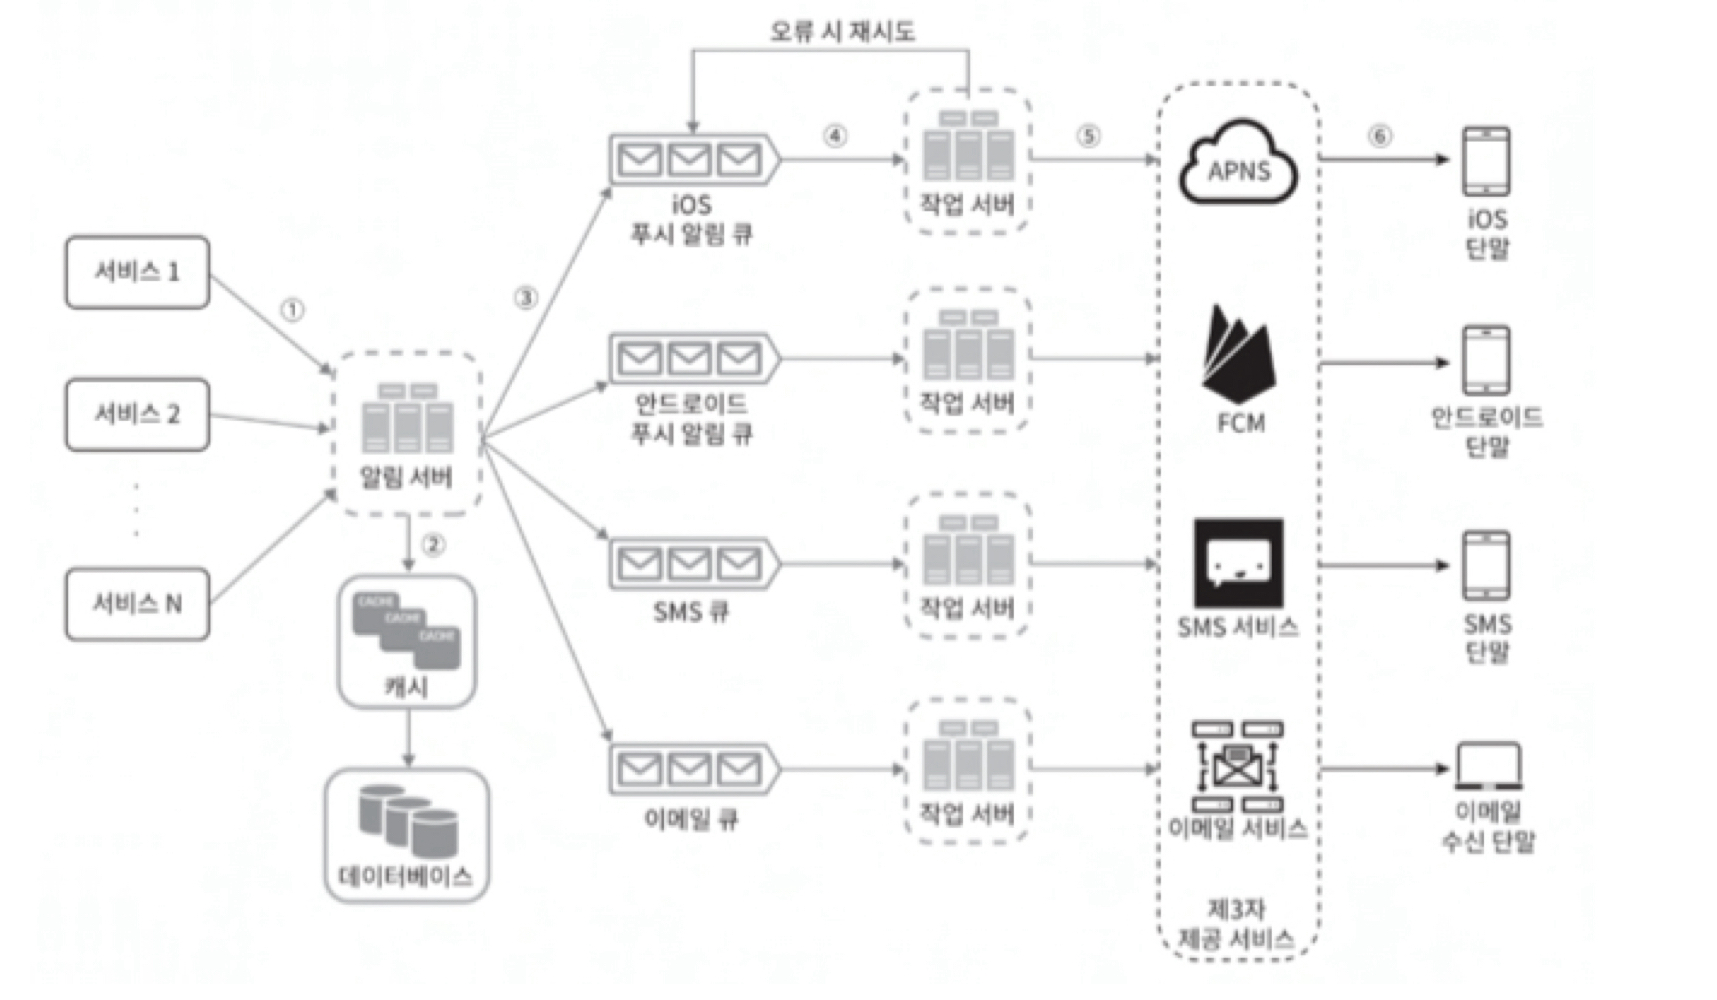 오류 시 재시도
④
⑤
⑥
APNS
iOS
푸시 알림 큐
작업 서버
iOS
단말
서비스 1
①
③
서비스 2
알림 서버
안드로이드
푸시 알림 큐
작업 서버
FCM
안드로이드
단말
②
서비스 N
CACHE
CACHE
CACHE
캐시
SMS 큐
작업 서버
SMS 서비스
SMS
단말
데이터베이스
이메일 큐
작업 서버
이메일 서비스
이메일
수신 단말
제3자
제공 서비스